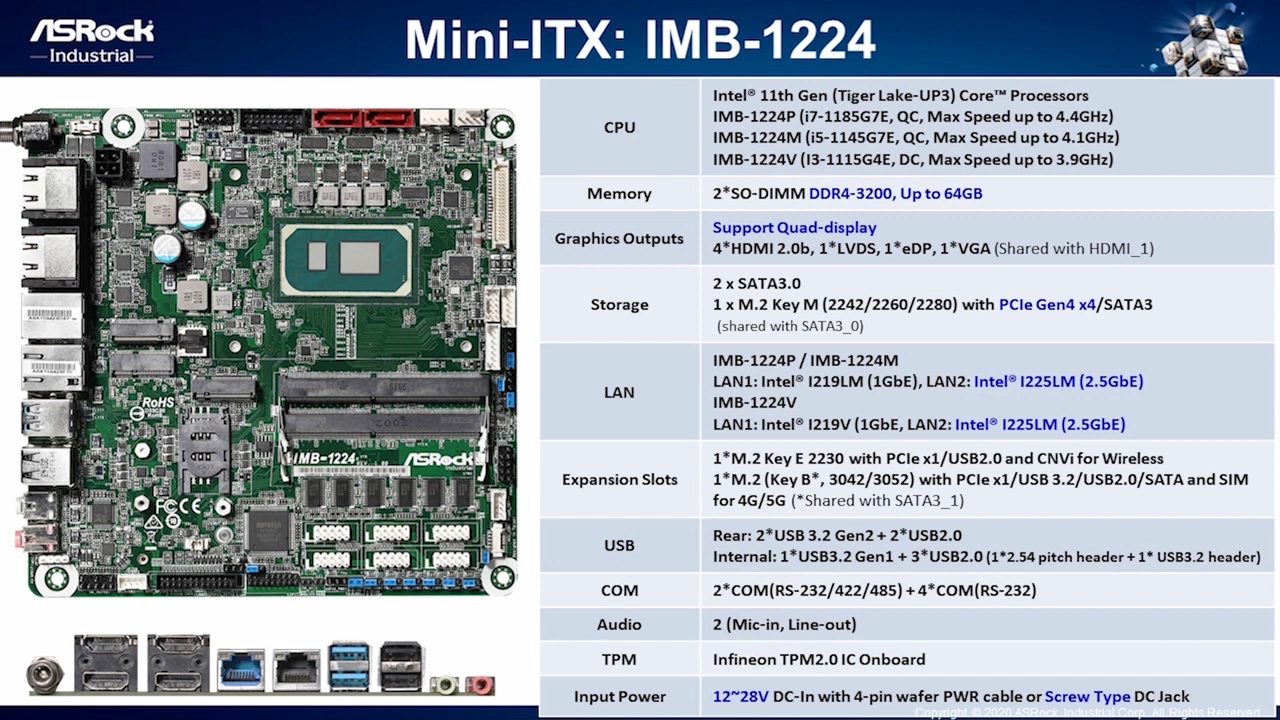 ASRock
Industrial
Mini-ITX: IMB-1224
CPU
Intel® 11th Gen (Tiger Lake-UP3) Core™ Processors
IMB-1224P (i7-1185G7E, QC, Max Speed up to 4.4GHz)
IMB-1224M (i5-1145G7E, QC, Max Speed up to 4.1GHz)
IMB-1224V (I3-1115G4E, DC, Max Speed up to 3.9GHz)
Memory
2*SO-DIMM DDR4-3200, Up to 64GB
Graphics Outputs
Support Quad-display
4*HDMI 2.0b, 1*LVDS, 1*eDP, 1*VGA (Shared with HDMI_1)
Storage
2 x SATA3.0
1 x M.2 Key M (2242/2260/2280) with PCIe Gen4 x4/SATA3
(shared with SATA3_0)
LAN
IMB-1224P / IMB-1224M
LAN1: Intel® I219LM (1GbE), LAN2: Intel® I225LM (2.5GbE)
IMB-1224V
LAN1: Intel® I219V (1GbE, LAN2: Intel® I225LM (2.5GbE)
Expansion Slots
1*M.2 Key E 2230 with PCIe x1/USB2.0 and CNVi for Wireless
1*M.2 (Key B*, 3042/3052) with PCIe x1/USB 3.2/USB2.0/SATA and SIM
for 4G/5G (*Shared with SATA3_1)
USB
Rear: 2*USB 3.2 Gen2 + 2*USB2.0
Internal: 1*USB3.2 Gen1 + 3*USB2.0 (1*2.54 pitch header + 1* USB3.2 header)
COM
2*COM(RS-232/422/485) + 4*COM(RS-232)
Audio
2 (Mic-in, Line-out)
TPM
Infineon TPM2.0 IC Onboard
Input Power
12~28V DC-In with 4-pin wafer PWR cable or Screw Type DC Jack
Copyright © 2020 ASRock Industrial Corp. All Rights Reserved.
RoHS
IMB-1224
ASRock
Industrial
FC CE